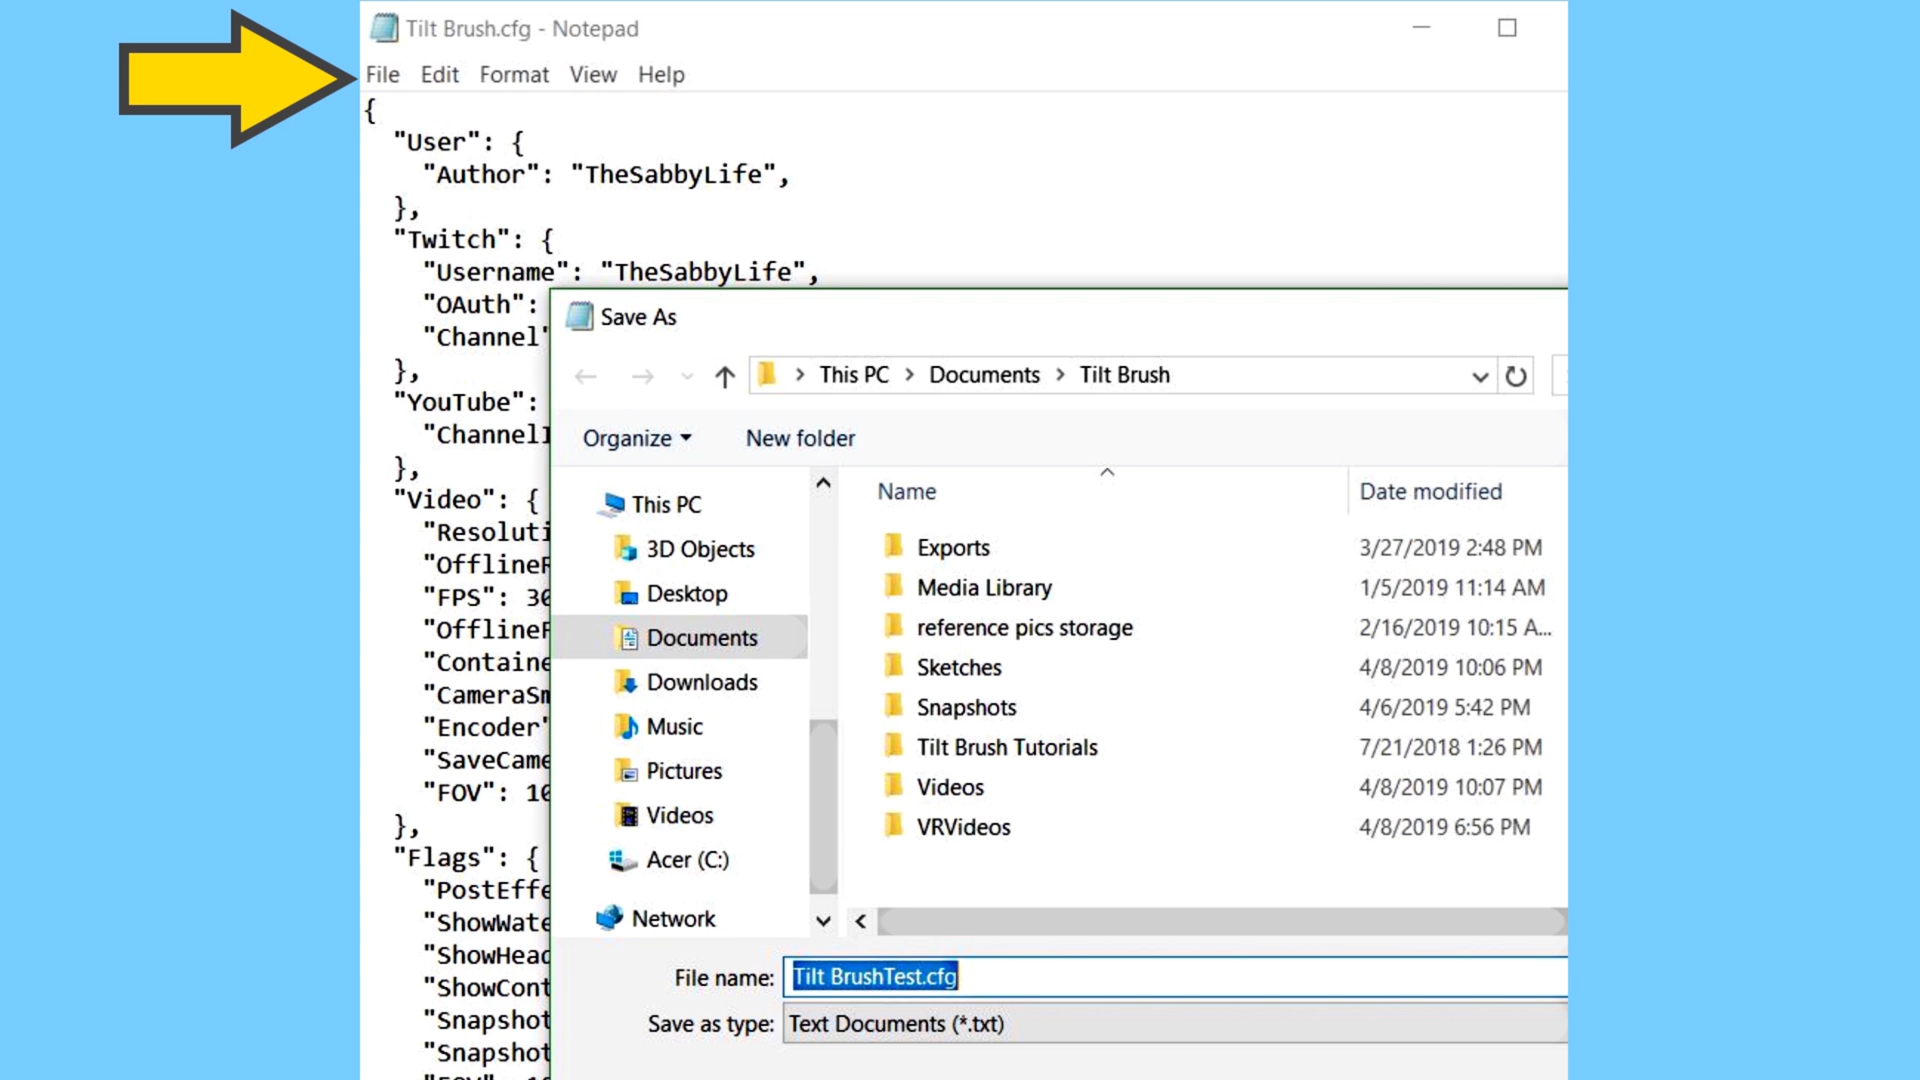 Tilt Brush.cfg - Notepad
File Edit Format View Help
{
"User": {
"Author": "TheSabbyLife",
},
"Twitch": {
"Username": "TheSabbyLife",
"OAuth":
"Channel"
},
"YouTube":
"ChannelI
},
"Video": {
"Resoluti
"OfflineR
"FPS": 30
"OfflineF
"Containe
"CameraSm
"Encoder"
"SaveCame
"FOV": 10
},
"Flags": {
"PostEffe
"ShowWate
"ShowHead
"ShowCont
"Snapshot
"Snapshot
Save As
This PC > Documents > Tilt Brush
Organize New folder
This PC
3D Objects
Desktop
Documents
Downloads
Music
Pictures
Videos
Acer (C:)
Network
Name Date modified
Exports 3/27/2019 2:48 PM
Media Library 1/5/2019 11:14 AM
reference pics storage 2/16/2019 10:15 A...
Sketches 4/8/2019 10:06 PM
Snapshots 4/6/2019 5:42 PM
Tilt Brush Tutorials 7/21/2018 1:26 PM
Videos 4/8/2019 10:07 PM
VRVideos 4/8/2019 6:56 PM
File name: Tilt BrushTest.cfg
Save as type: Text Documents (*.txt)